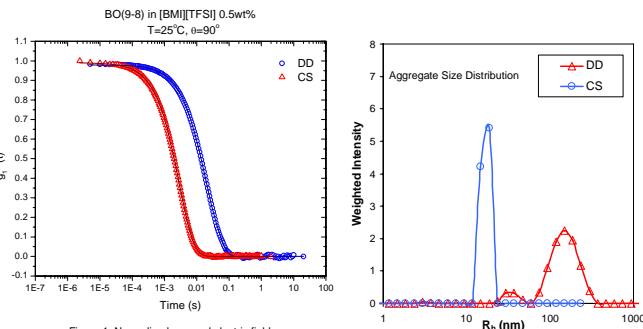 BO(9-8) in [BMI][TFSI] 0.5wt%
T=25°C, θ=90°
1.1
1.0
0.9
0.8
0.7
0.6
0.5
0.4
0.3
0.2
0.1
0.0
-0.1
DD
CS
1E-7 1E-6 1E-5 1E-4 1E-3 0.01 0.1 1 10 100
Time (s)
8
7
6
5
4
3
2
1
0
Weighted Intensity
Aggregate Size Distribution
DD
CS
1 10 100 1000
Rh (nm)